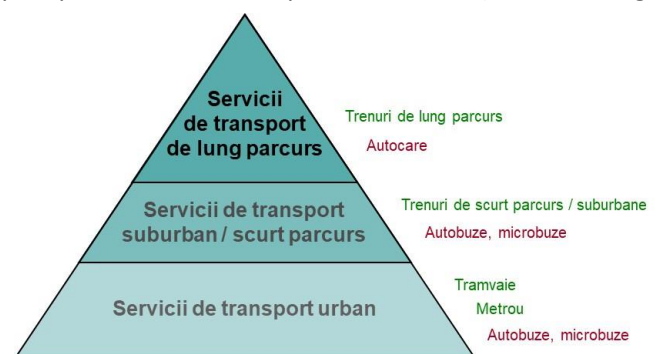 Servicii
de transport
de lung parcurs
Trenuri de lung parcurs
Autocare
Servicii de transport
suburban / scurt parcurs
Trenuri de scurt parcurs / suburbane
Autobuze, microbuze
Servicii de transport urban
Tramvaie
Metrou
Autobuze, microbuze